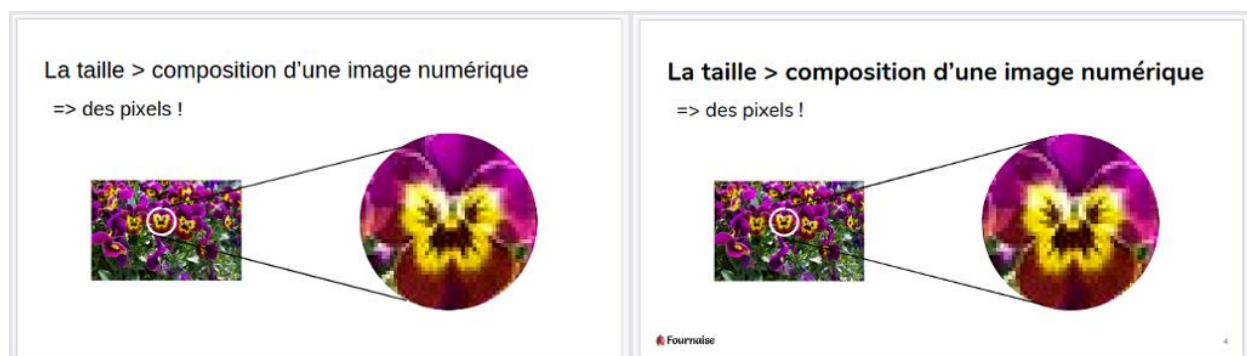 La taille > composition d’une image numérique
=> des pixels !
La taille > composition d’une image numérique
=> des pixels !
Fournaise
4